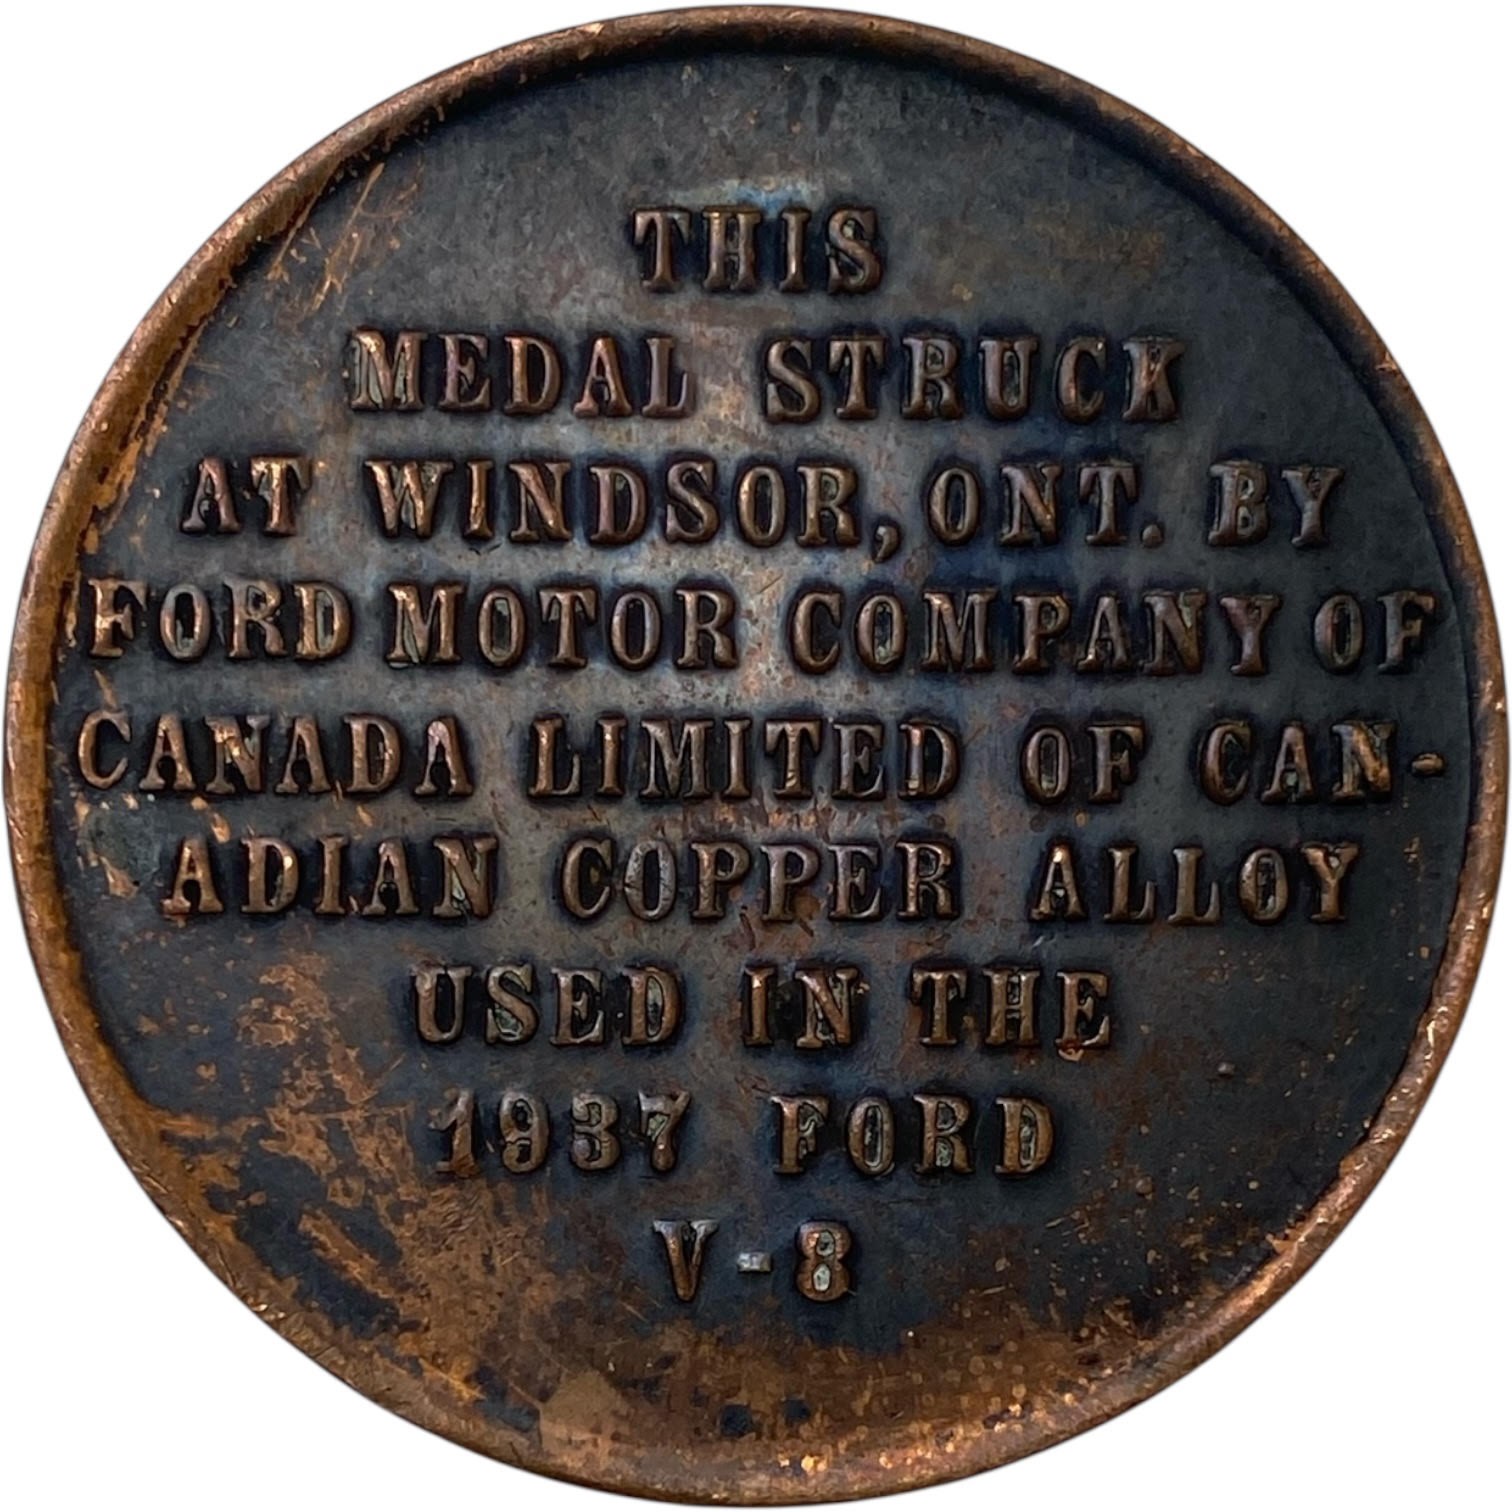 THIS
MEDAL STRUCK
AT WINDSOR, ONT. BY
FORD MOTOR COMPANY OF
CANADA LIMITED OF CAN-
ADIAN COPPER ALLOY
USED IN THE
1937 FORD
V-8